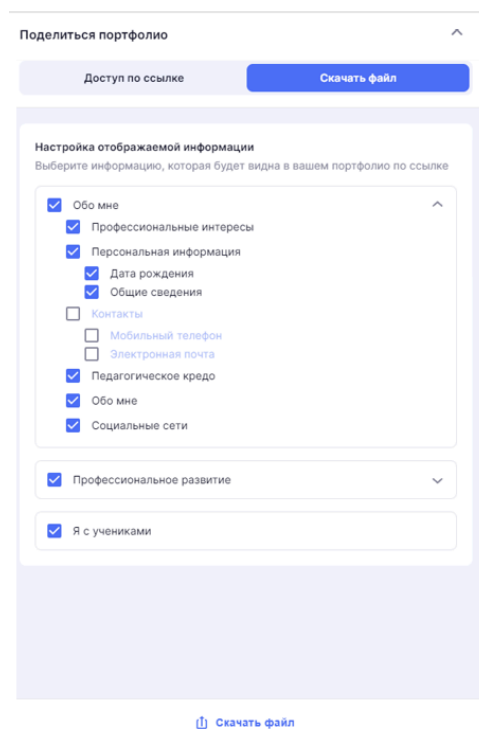 Поделиться портфолио
Доступ по ссылке
Скачать файл
Настройка отображаемой информации
Выберите информацию, которая будет видна в вашем портфолио по ссылке
Обо мне
Профессиональные интересы
Персональная информация
Дата рождения
Общие сведения
Контакты
Мобильный телефон
Электронная почта
Педагогическое кредо
Обо мне
Социальные сети
Профессиональное развитие
Я с учениками
Скачать файл